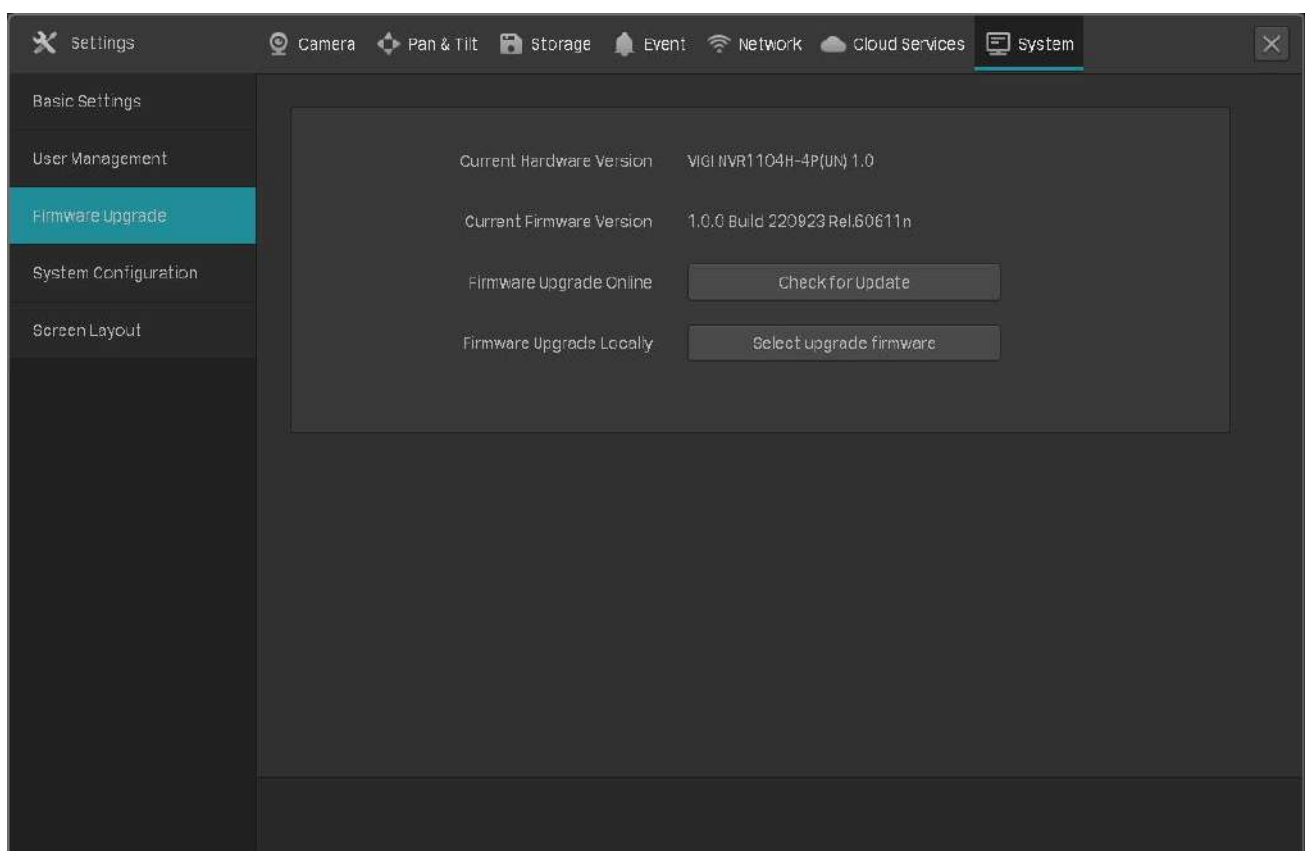 Settings
Camera
Pan & Tilt
Storage
Event
Network
Cloud Services
System
Basic Settings
User Management
Firmware Upgrade
System Configuration
Screen Layout
Current Hardware Version VIGI NVR1104H-4P(UN) 1.0
Current Firmware Version 1.0.0 Build 220923 Rel.60611n
Firmware Upgrade Online Check for Update
Firmware Upgrade Locally Select upgrade firmware